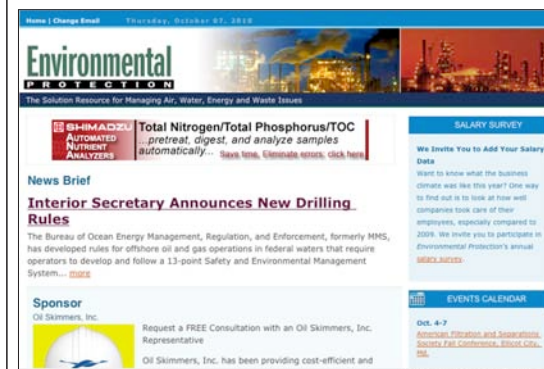 Home | Change Email
Thursday, October 07, 2010
Environmental
PROTECTION
The Solution Resource for Managing Air, Water, Energy and Waste Issues
SHIMADZU
AUTOMATED
NUTRIENT
ANALYZERS
Total Nitrogen/Total Phosphorus/TOC
...pretreat, digest, and analyze samples
automatically... Save time, Eliminate errors, click here
News Brief
Interior Secretary Announces New Drilling
Rules
The Bureau of Ocean Energy Management, Regulation, and Enforcement, formerly MMS,
has developed rules for offshore oil and gas operations in federal waters that require
operators to develop and follow a 13-point Safety and Environmental Management
System... more
Sponsor
Oil Skimmers, Inc.
Request a FREE Consultation with an Oil Skimmers, Inc.
Representative
Oil Skimmers, Inc. has been providing cost-efficient and
SALARY SURVEY
We Invite You to Add Your Salary
Data
Want to know what the business
climate was like this year? One way
to find out is to look at how well
companies took care of their
employees, especially compared to
2009. We invite you to participate in
Environmental Protection's annual
salary survey.
EVENTS CALENDAR
Oct. 4-7
American Filtration and Separations
Society Fall Conference, Ellicot City,
Md.